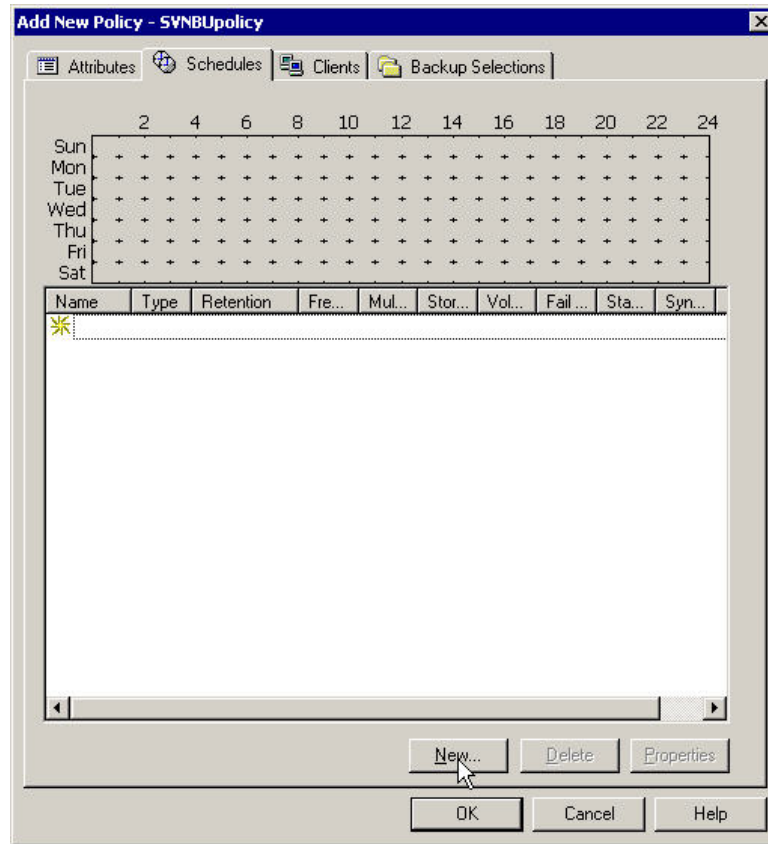 Add New Policy - SVNBUpolicy
Attributes Schedules Clients Backup Selections
2 4 6 8 10 12 14 16 18 20 22 24
Sun
Mon
Tue
Wed
Thu
Fri
Sat
Name Type Retention Fre... Mul... Stor... Vol... Fail ... Sta... Syn...
New... Delete Properties
OK Cancel Help